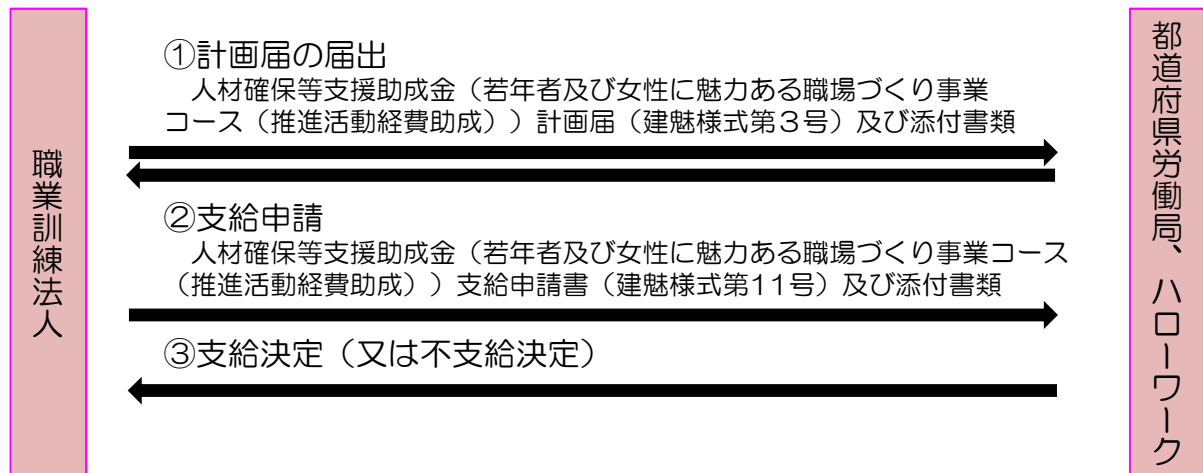 職業訓練法人
①計画届の届出
人材確保等支援助成金（若年者及び女性に魅力ある職場づくり事業
コース（推進活動経費助成））計画届（建魅様式第３号）及び添付書類
②支給申請
人材確保等支援助成金（若年者及び女性に魅力ある職場づくり事業コース
（推進活動経費助成））支給申請書（建魅様式第11号）及び添付書類
③支給決定（又は不支給決定）
都道府県労働局、ハローワーク